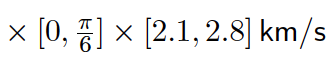 × [0, π/6] × [2.1, 2.8] km/s